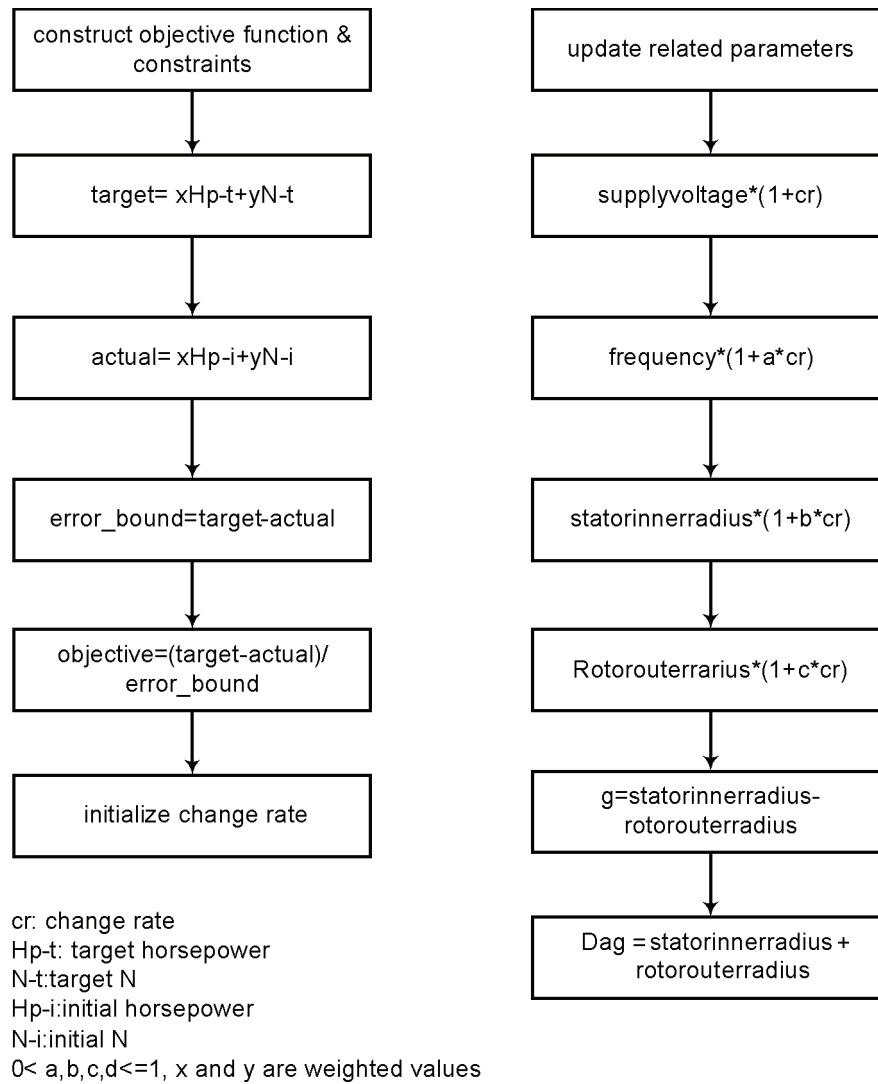 construct objective function &
constraints
target= xHp-t+yN-t
actual= xHp-i+yN-i
error_bound=target-actual
objective=(target-actual)/
error_bound
initialize change rate
update related parameters
supplyvoltage*(1+cr)
frequency*(1+a*cr)
statorinnerradius*(1+b*cr)
Rotorouterrarius*(1+c*cr)
g=statorinnerradius-
rotorouterradius
Dag =statorinnerradius +
rotorouterradius
cr: change rate
Hp-t: target horsepower
N-t:target N
Hp-i:initial horsepower
N-i:initial N
0< a,b,c,d<=1, x and y are weighted values